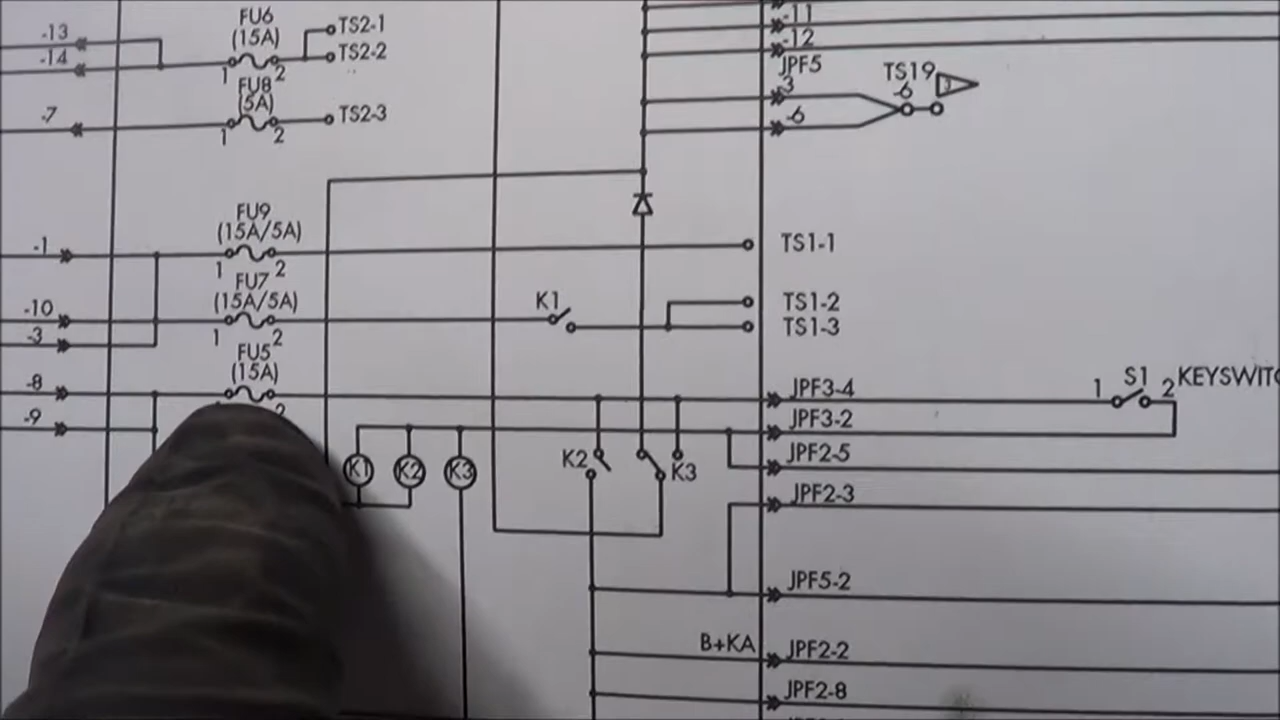 -13
-14
FU6
(15A)
1 2
TS2-1
TS2-2
-7
FU8
(5A)
1 2
TS2-3
-11
-12
JPF5
3
-6
TS19
-6
3
-1
FU9
(15A/5A)
1 2
TS1-1
-10
-3
FU7
(15A/5A)
1 2
K1
TS1-2
TS1-3
-8
-9
FU5
(15A)
2
JPF3-4
1 S1 2 KEYSWITC
JPF3-2
K1 K2 K3
K2 K3
JPF2-5
JPF2-3
JPF5-2
B+KA JPF2-2
JPF2-8